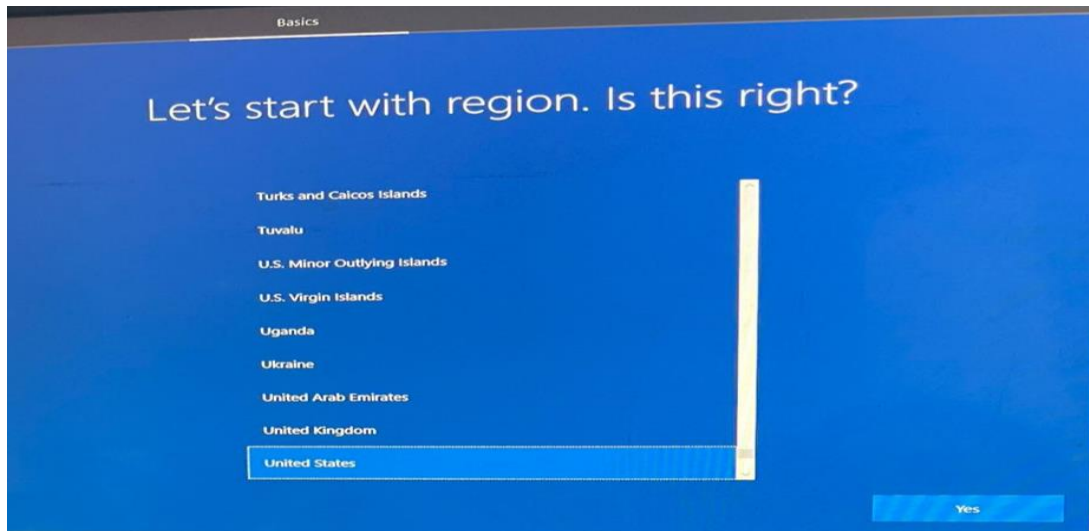 Basics
Let's start with region. Is this right?
Turks and Caicos Islands
Tuvalu
U.S. Minor Outlying Islands
U.S. Virgin Islands
Uganda
Ukraine
United Arab Emirates
United Kingdom
United States
Yes